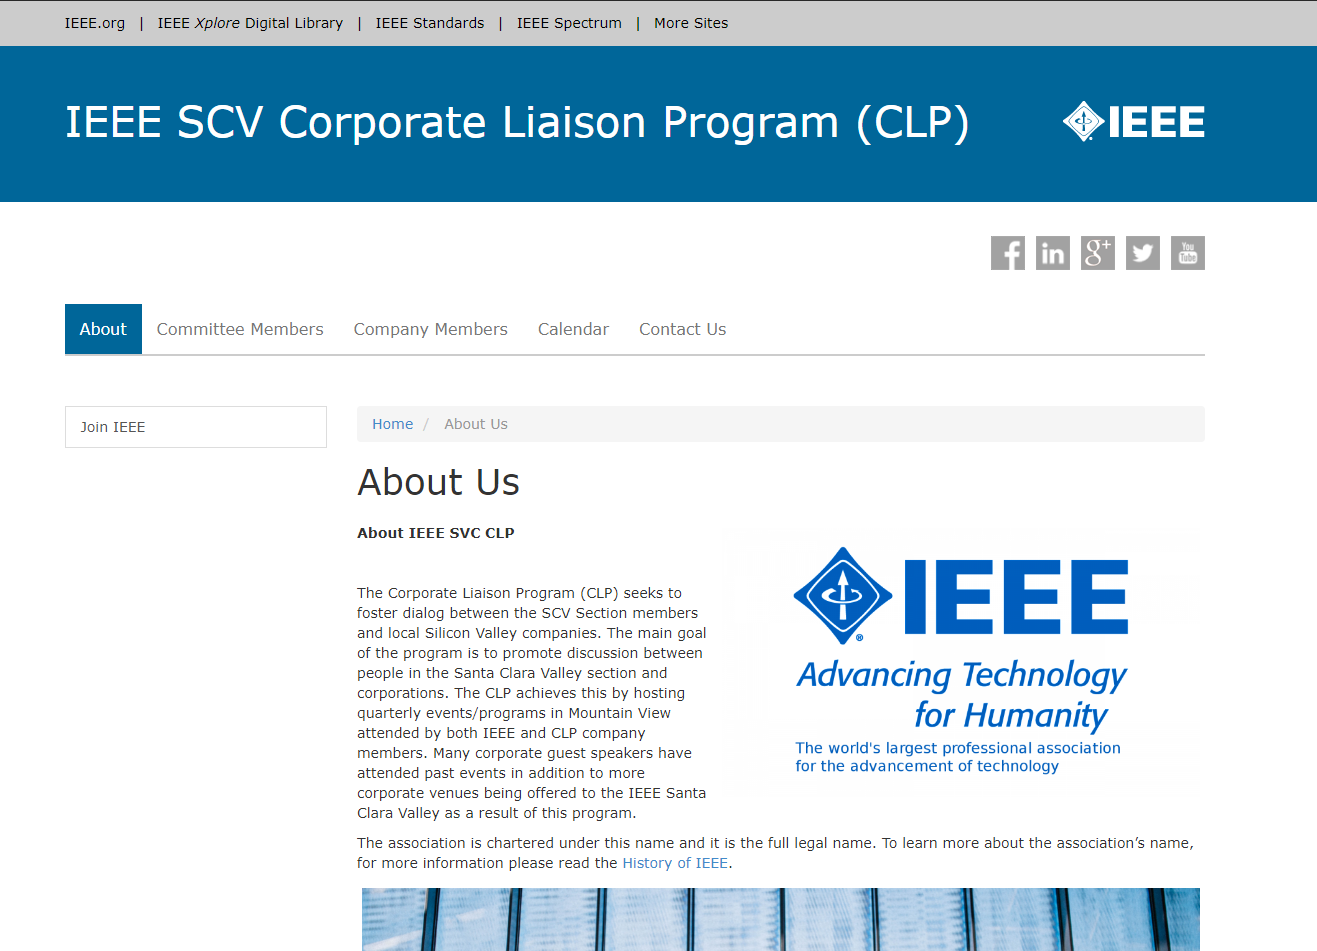 IEEE.org | IEEE Xplore Digital Library | IEEE Standards | IEEE Spectrum | More Sites
IEEE SCV Corporate Liaison Program (CLP)
IEEE
f in g+ You Tube
About Committee Members Company Members Calendar Contact Us
Join IEEE
Home / About Us
About Us
About IEEE SVC CLP
The Corporate Liaison Program (CLP) seeks to
foster dialog between the SCV Section members
and local Silicon Valley companies. The main goal
of the program is to promote discussion between
people in the Santa Clara Valley section and
corporations. The CLP achieves this by hosting
quarterly events/programs in Mountain View
attended by both IEEE and CLP company
members. Many corporate guest speakers have
attended past events in addition to more
corporate venues being offered to the IEEE Santa
Clara Valley as a result of this program.
IEEE
®
Advancing Technology
for Humanity
The world's largest professional association
for the advancement of technology
The association is chartered under this name and it is the full legal name. To learn more about the association’s name,
for more information please read the History of IEEE.